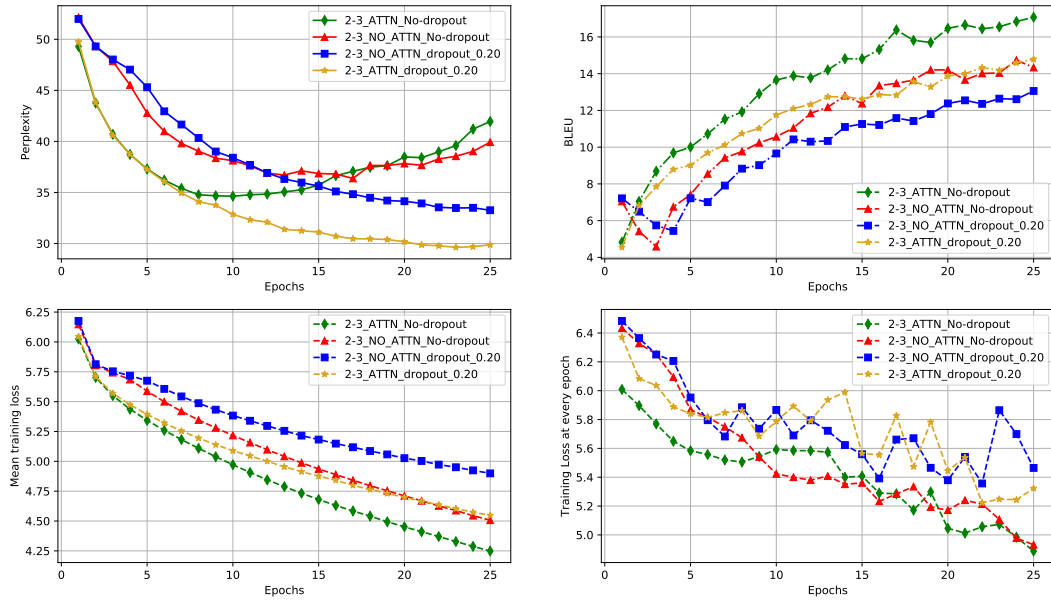 Perplexity
50
45
40
35
30
0 5 10 15 20 25
Epochs
2-3_ATTN_No-dropout
2-3_NO_ATTN_No-dropout
2-3_NO_ATTN_dropout_0.20
2-3_ATTN_dropout_0.20
BLEU
16
14
12
10
8
6
4
0 5 10 15 20 25
Epochs
2-3_ATTN_No-dropout
2-3_NO_ATTN_No-dropout
2-3_NO_ATTN_dropout_0.20
2-3_ATTN_dropout_0.20
Mean training loss
6.25
6.00
5.75
5.50
5.25
5.00
4.75
4.50
4.25
0 5 10 15 20 25
Epochs
2-3_ATTN_No-dropout
2-3_NO_ATTN_No-dropout
2-3_NO_ATTN_dropout_0.20
2-3_ATTN_dropout_0.20
Training Loss at every epoch
6.4
6.2
6.0
5.8
5.6
5.4
5.2
5.0
0 5 10 15 20 25
Epochs
2-3_ATTN_No-dropout
2-3_NO_ATTN_No-dropout
2-3_NO_ATTN_dropout_0.20
2-3_ATTN_dropout_0.20